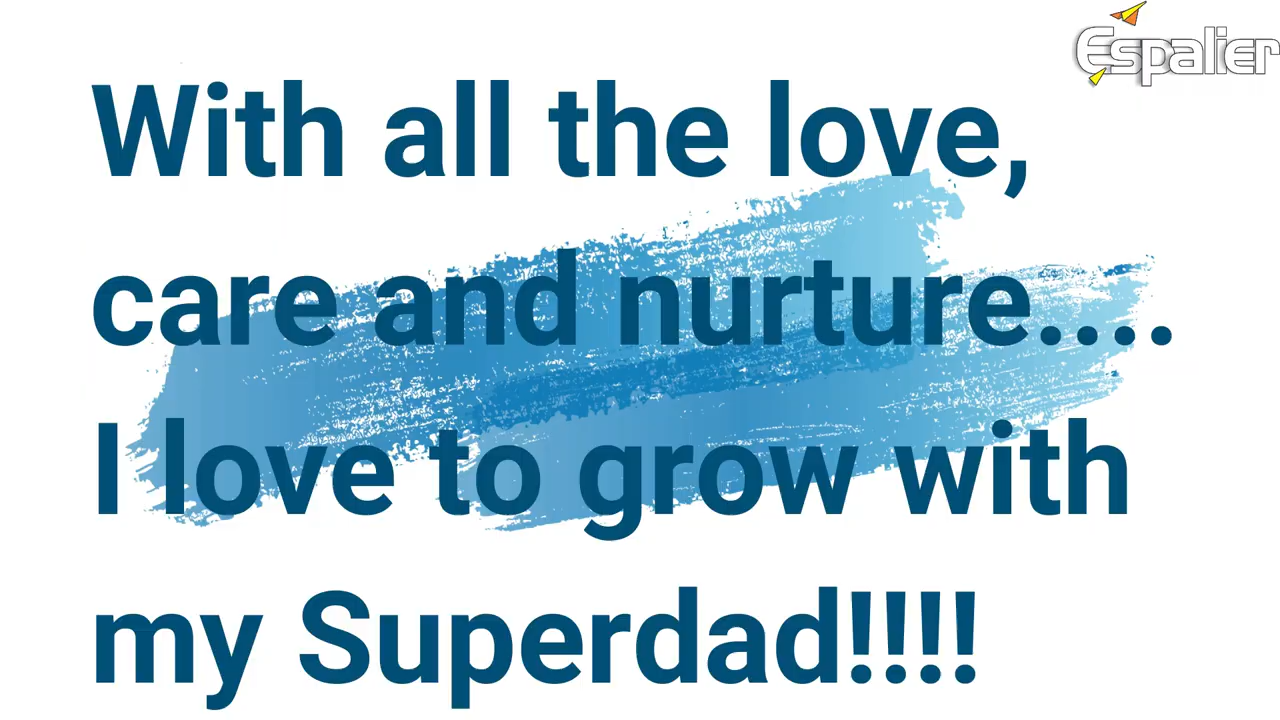 Espalier
With all the love,
care and nurture....
I love to grow with
my Superdad!!!!